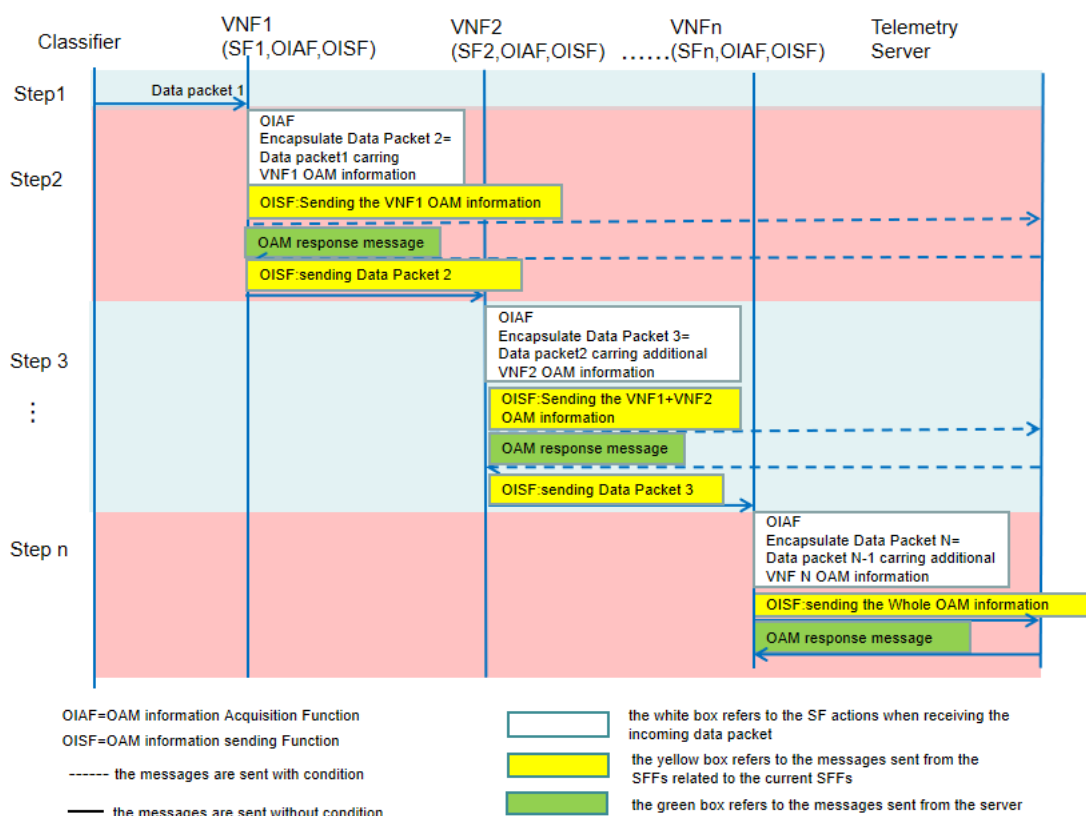 Classifier
VNF1
(SF1,OIAF,OISF)
VNF2
(SF2,OIAF,OISF)
......
VNFn
(SFn,OIAF,OISF)
Telemetry
Server
Step1
Data packet 1
Step2
OIAF
Encapsulate Data Packet 2=
Data packet1 carring
VNF1 OAM information
OISF:Sending the VNF1 OAM information
OAM response message
OISF:sending Data Packet 2
Step 3
⋮
OIAF
Encapsulate Data Packet 3=
Data packet2 carring additional
VNF2 OAM information
OISF:Sending the VNF1+VNF2
OAM information
OAM response message
OISF:sending Data Packet 3
Step n
OIAF
Encapsulate Data Packet N=
Data packet N-1 carring additional
VNF N OAM information
OISF:sending the Whole OAM information
OAM response message
OIAF=OAM information Acquisition Function
OISF=OAM information sending Function
------ the messages are sent with condition
—— the messages are sent without condition
the white box refers to the SF actions when receiving the
incoming data packet
the yellow box refers to the messages sent from the
SFFs related to the current SFFs
the green box refers to the messages sent from the server